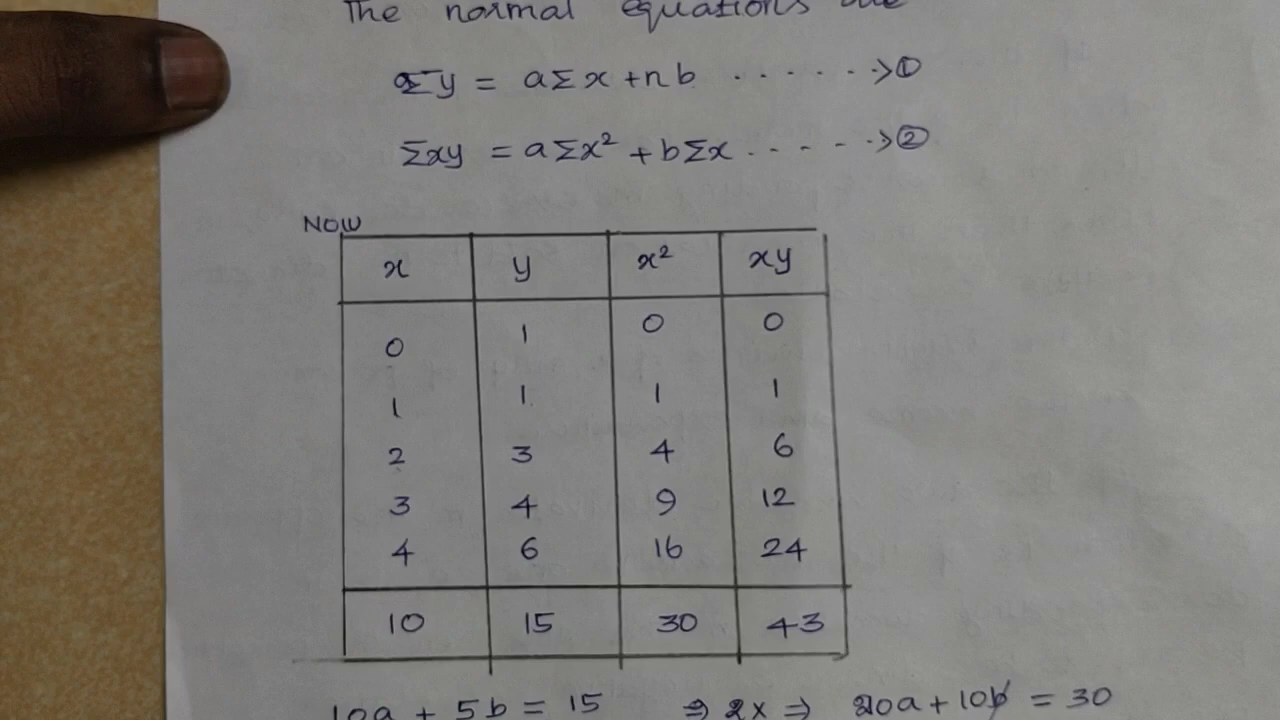 The normal equations are
Σy = aΣx + nb ......→①
Σxy = aΣx² + bΣx ......→②
NOW
x y x² xy
0 1 0 0
1 1 1 1
2 3 4 6
3 4 9 12
4 6 16 24
10 15 30 43
10a + 5b = 15 ⇒ 2x ⇒ 20a + 10b = 30